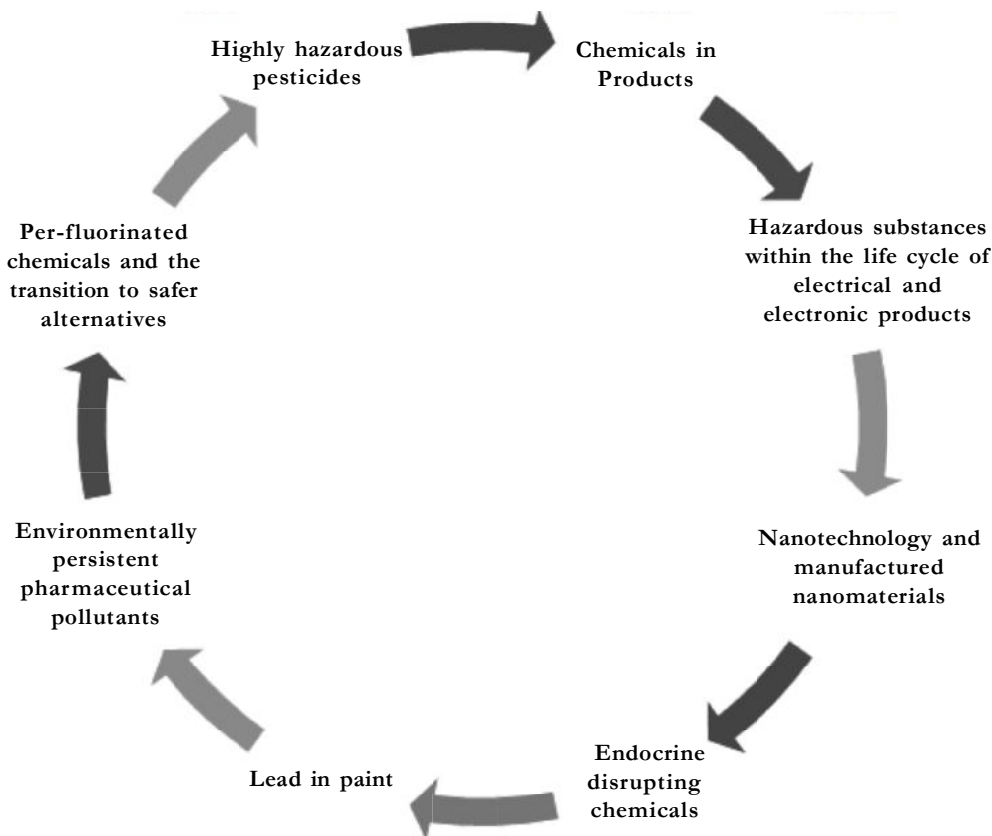 Highly hazardous
pesticides
Chemicals in
Products
Hazardous substances
within the life cycle of
electrical and
electronic products
Nanotechnology and
manufactured
nanomaterials
Endocrine
disrupting
chemicals
Lead in paint
Environmentally
persistent
pharmaceutical
pollutants
Per-fluorinated
chemicals and the
transition to safer
alternatives